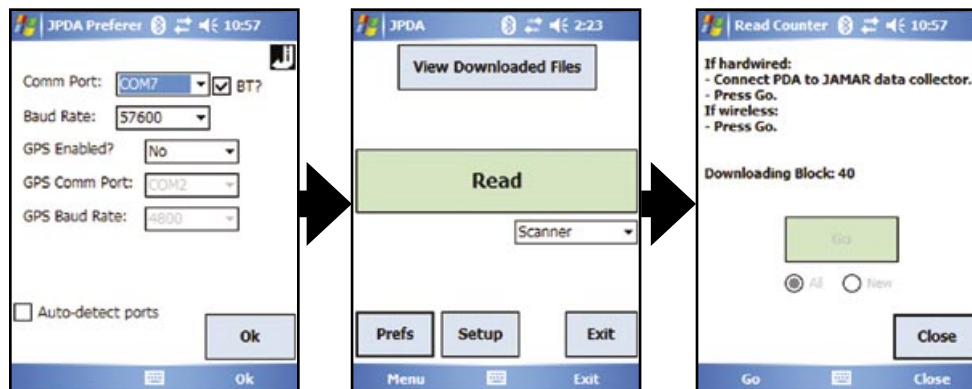 JPDA Preferer 10:57
Comm Port: COM7 BT?
Baud Rate: 57600
GPS Enabled? No
GPS Comm Port: COM2
GPS Baud Rate: 4800
Auto-detect ports
Ok
Ok
JPDA 2:23
View Downloaded Files
Read
Scanner
Prefs Setup Exit
Menu Exit
Read Counter 10:57
If hardwired:
- Connect PDA to JAMAR data collector.
- Press Go.
If wireless:
- Press Go.
Downloading Block: 40
Go
All New
Close
Go Close